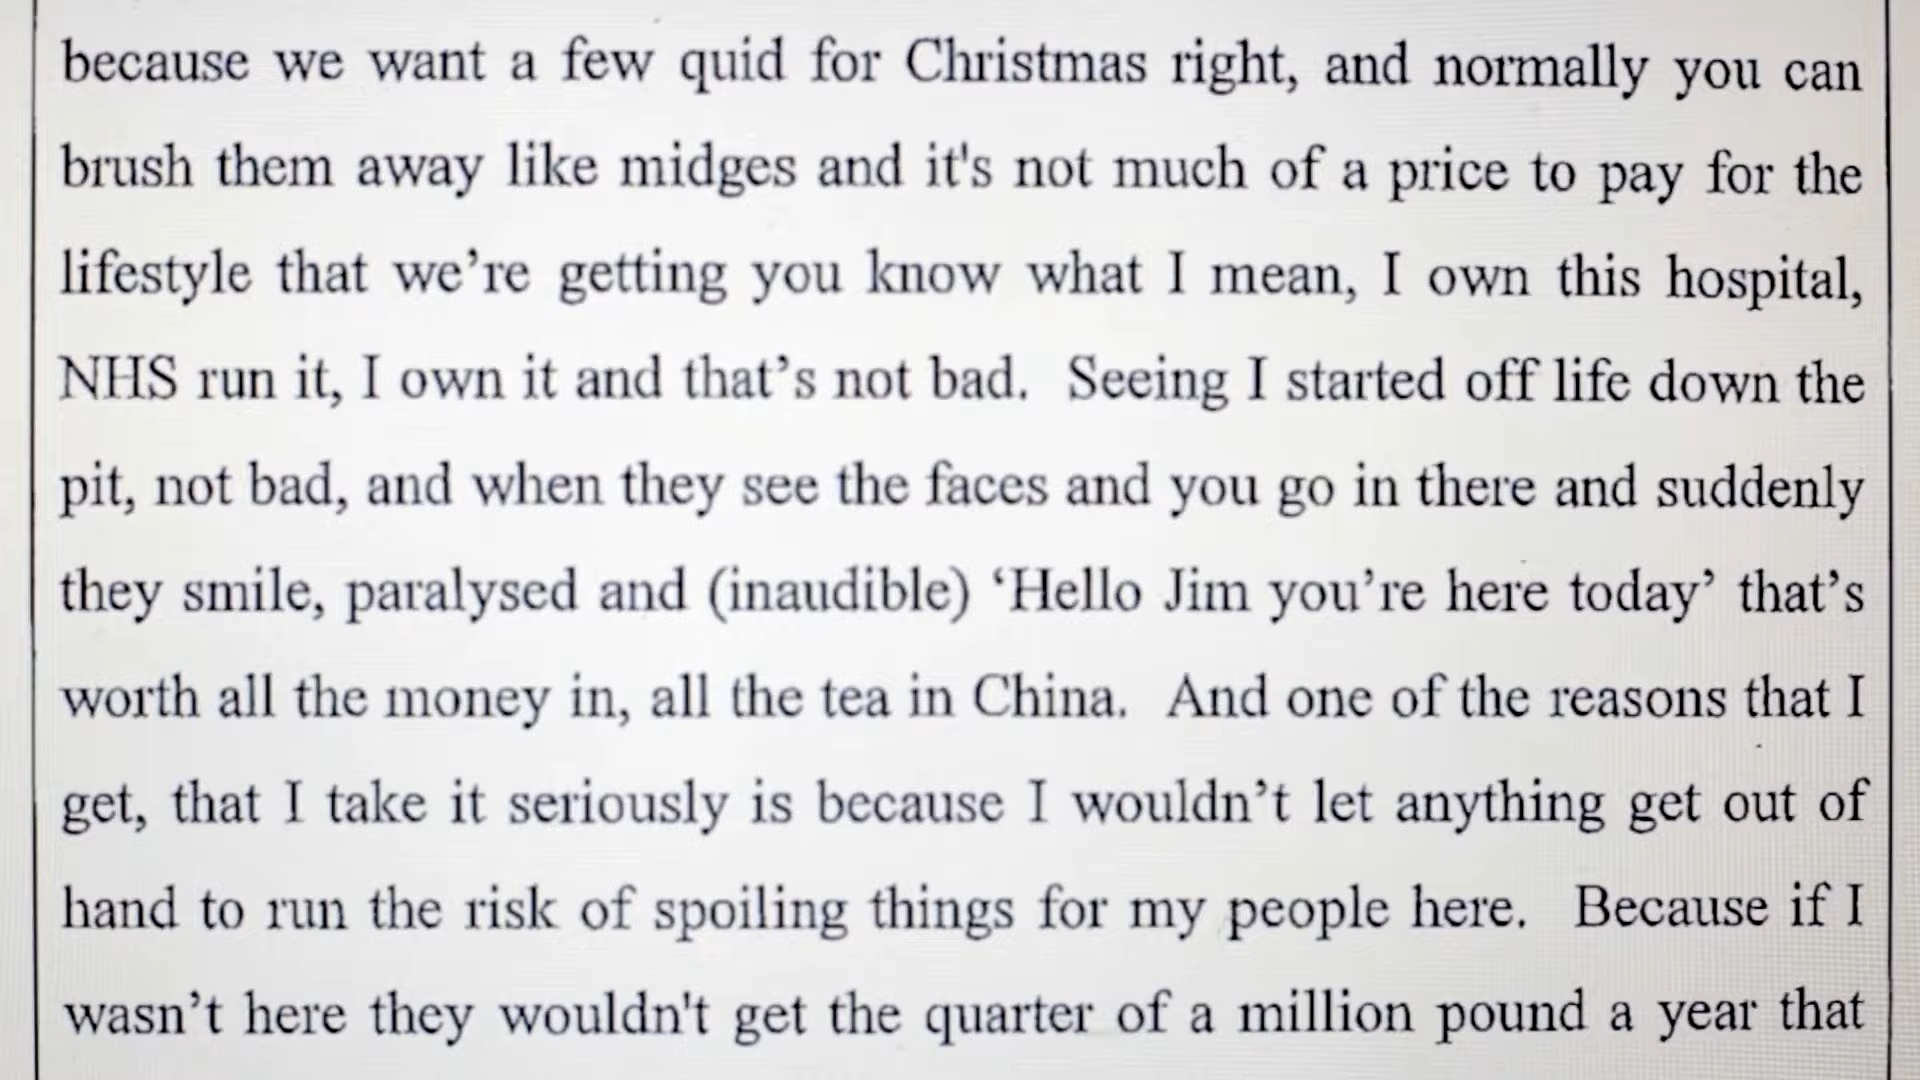 because we want a few quid for Christmas right, and normally you can
brush them away like midges and it's not much of a price to pay for the
lifestyle that we’re getting you know what I mean, I own this hospital,
NHS run it, I own it and that’s not bad. Seeing I started off life down the
pit, not bad, and when they see the faces and you go in there and suddenly
they smile, paralysed and (inaudible) ‘Hello Jim you’re here today’ that’s
worth all the money in, all the tea in China. And one of the reasons that I
get, that I take it seriously is because I wouldn’t let anything get out of
hand to run the risk of spoiling things for my people here. Because if I
wasn’t here they wouldn't get the quarter of a million pound a year that